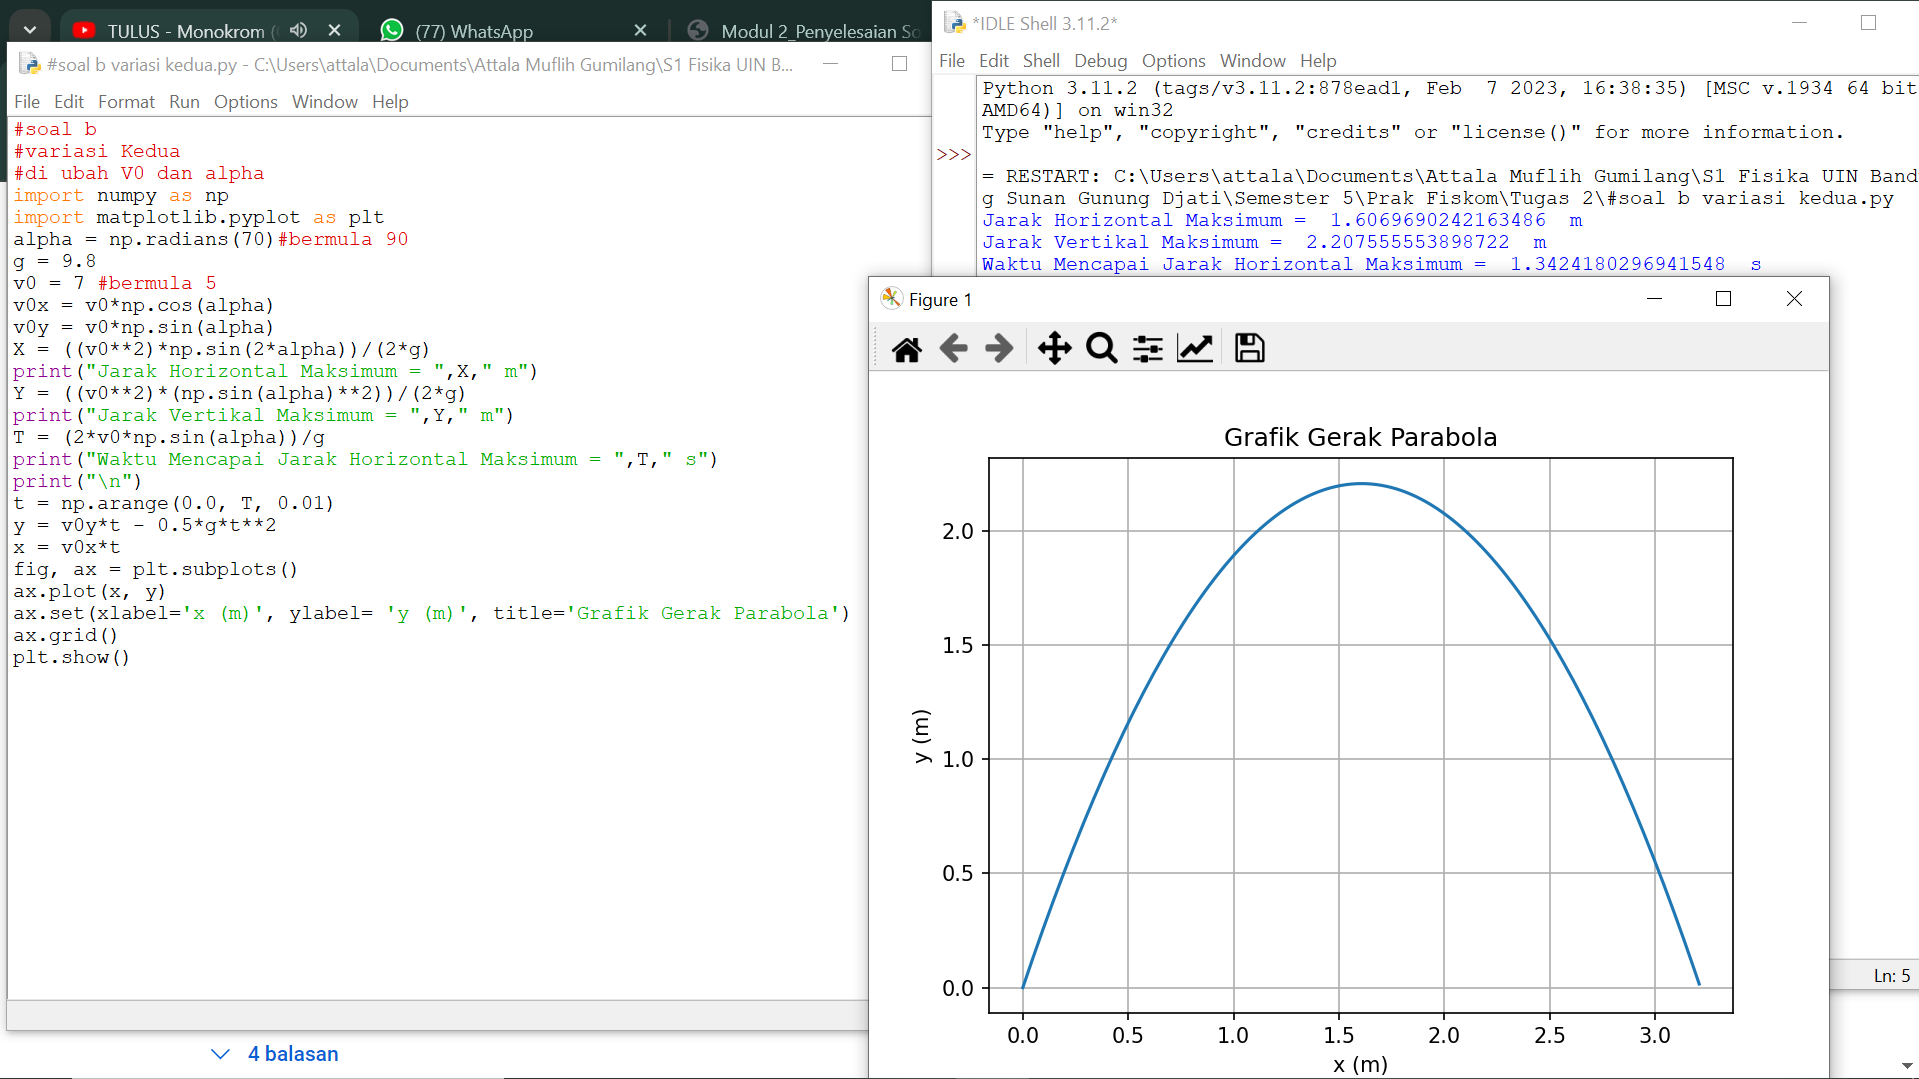 TULUS - Monokrom (
(77) WhatsApp
Modul 2_Penyelesaian So
#soal b variasi kedua.py - C:\Users\attala\Documents\Attala Muflih Gumilang\S1 Fisika UIN B...
File Edit Format Run Options Window Help
#soal b
#variasi Kedua
#di ubah V0 dan alpha
import numpy as np
import matplotlib.pyplot as plt
alpha = np.radians(70)#bermula 90
g = 9.8
v0 = 7 #bermula 5
v0x = v0*np.cos(alpha)
v0y = v0*np.sin(alpha)
X = ((v0**2)*np.sin(2*alpha))/(2*g)
print("Jarak Horizontal Maksimum = ",X," m")
Y = ((v0**2)*(np.sin(alpha)**2))/(2*g)
print("Jarak Vertikal Maksimum = ",Y," m")
T = (2*v0*np.sin(alpha))/g
print("Waktu Mencapai Jarak Horizontal Maksimum = ",T," s")
print("\n")
t = np.arange(0.0, T, 0.01)
y = v0y*t - 0.5*g*t**2
x = v0x*t
fig, ax = plt.subplots()
ax.plot(x, y)
ax.set(xlabel='x (m)', ylabel= 'y (m)', title='Grafik Gerak Parabola')
ax.grid()
plt.show()
4 balasan
*IDLE Shell 3.11.2*
File Edit Shell Debug Options Window Help
Python 3.11.2 (tags/v3.11.2:878ead1, Feb  7 2023, 16:38:35) [MSC v.1934 64 bit
AMD64)] on win32
Type "help", "copyright", "credits" or "license()" for more information.
>>>
= RESTART: C:\Users\attala\Documents\Attala Muflih Gumilang\S1 Fisika UIN Band
g Sunan Gunung Djati\Semester 5\Prak Fiskom\Tugas 2\#soal b variasi kedua.py
Jarak Horizontal Maksimum =  1.6069690242163486  m
Jarak Vertikal Maksimum =  2.207555553898722  m
Waktu Mencapai Jarak Horizontal Maksimum =  1.3424180296941548  s
Figure 1
Grafik Gerak Parabola
2.0
1.5
1.0
0.5
0.0
y (m)
0.0 0.5 1.0 1.5 2.0 2.5 3.0
x (m)
Ln: 5